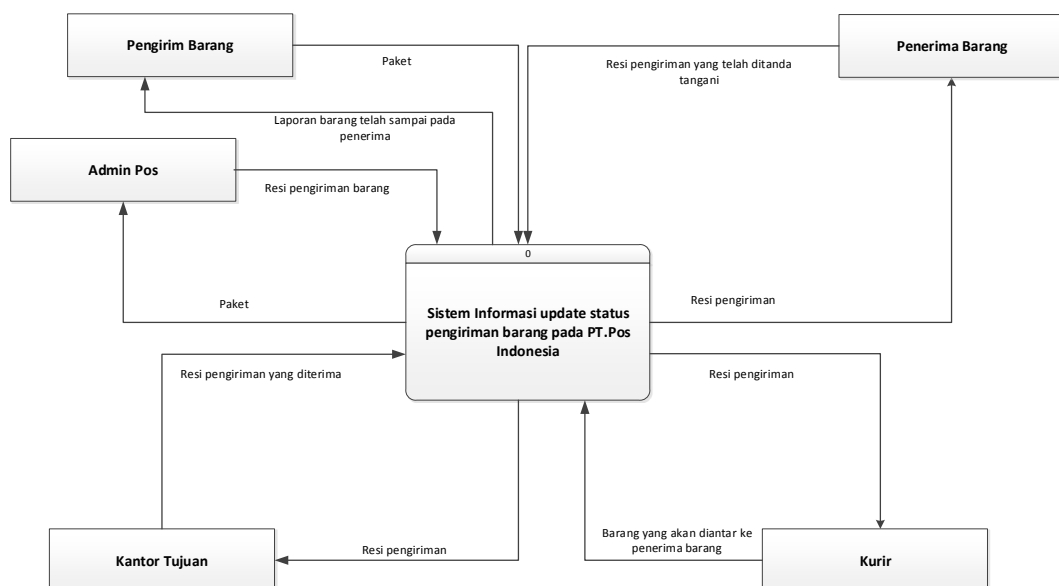 Pengirim Barang
Paket
Penerima Barang
Resi pengiriman yang telah ditanda
tangani
Laporan barang telah sampai pada
penerima
Admin Pos
Resi pengiriman barang
0
Sistem Informasi update status
pengiriman barang pada PT.Pos
Indonesia
Paket
Resi pengiriman
Resi pengiriman yang diterima
Resi pengiriman
Kantor Tujuan
Resi pengiriman
Barang yang akan diantar ke
penerima barang
Kurir